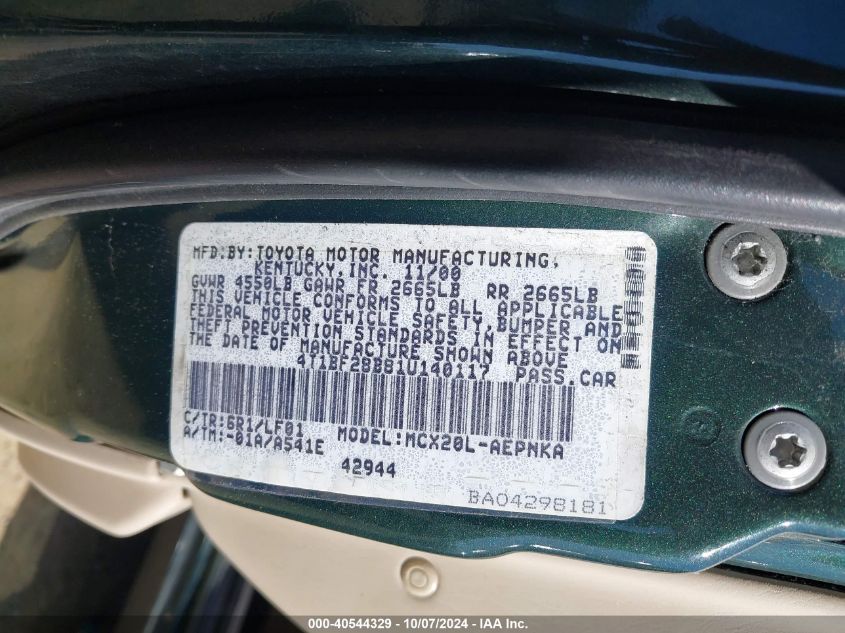 MFD.BY:TOYOTA MOTOR MANUFACTURING,
KENTUCKY,INC. 11/00
GVWR 4550LB GAWR FR 2665LB RR 2665LB
THIS VEHICLE CONFORMS TO ALL APPLICABLE
FEDERAL MOTOR VEHICLE SAFETY,BUMPER AND
THEFT PREVENTION STANDARDS IN EFFECT ON
THE DATE OF MANUFACTURE SHOWN ABOVE
4T1BF28B81U140117 PASS.CAR
C/TR:6R1/LF01
A/TM:-01A/A541E MODEL:MCX20L-AEPNKA
42944
BA04298181
000-40544329 - 10/07/2024 - IAA Inc.